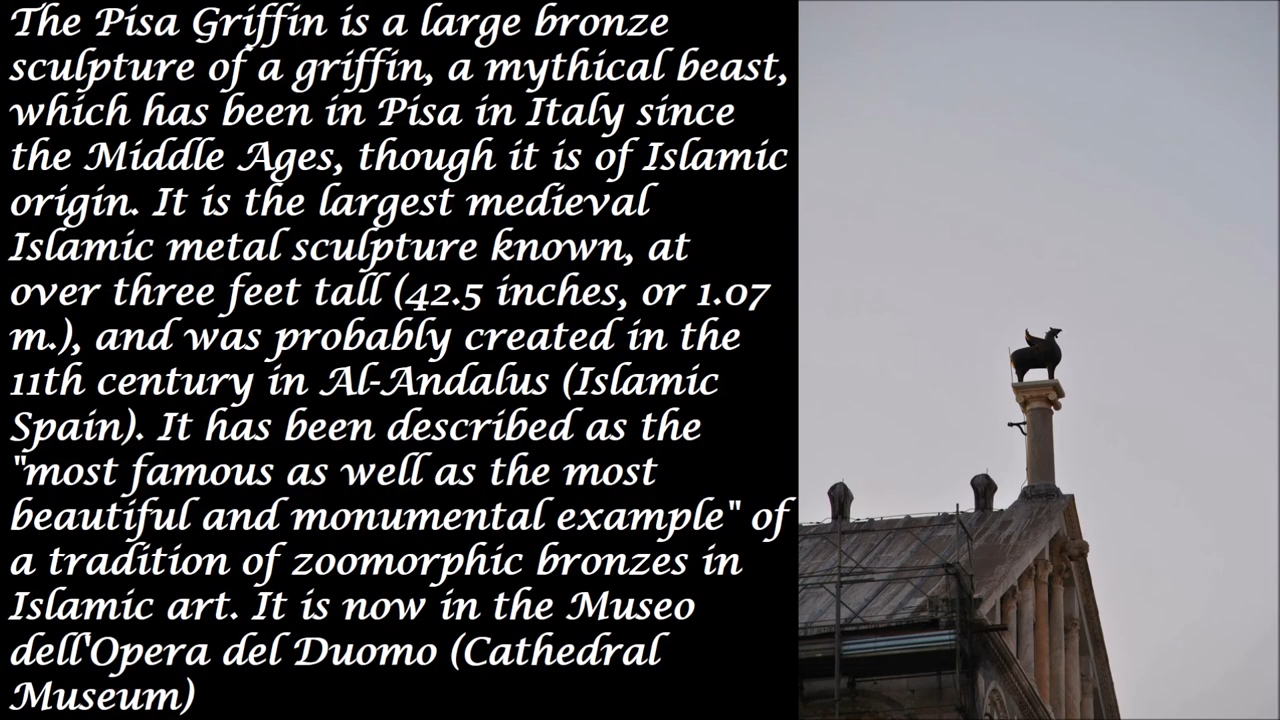 The Pisa Griffin is a large bronze
sculpture of a griffin, a mythical beast,
which has been in Pisa in Italy since
the Middle Ages, though it is of Islamic
origin. It is the largest medieval
Islamic metal sculpture known, at
over three feet tall (42.5 inches, or 1.07
m.), and was probably created in the
11th century in Al-Andalus (Islamic
Spain). It has been described as the
"most famous as well as the most
beautiful and monumental example" of
a tradition of zoomorphic bronzes in
Islamic art. It is now in the Museo
dell'Opera del Duomo (Cathedral
Museum)